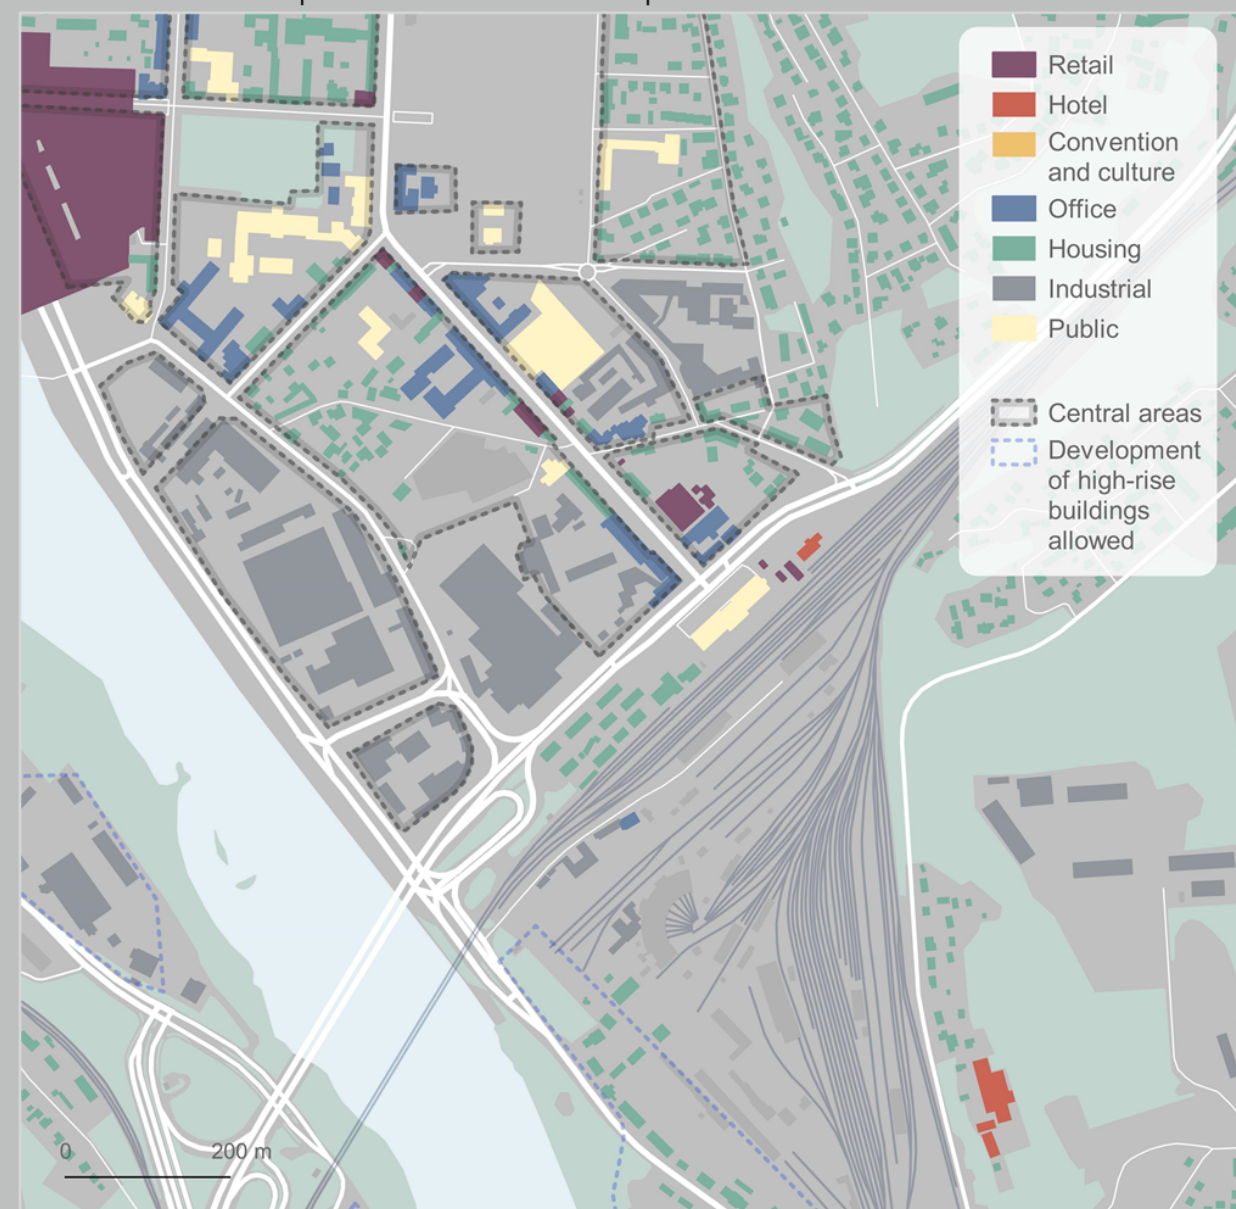 Retail
Hotel
Convention
and culture
Office
Housing
Industrial
Public
Central areas
Development
of high-rise
buildings
allowed
0 200 m